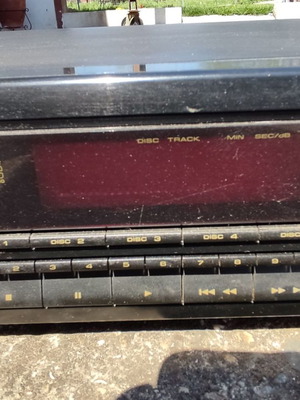 DISC TRACK MIN SEC/dB
1 DISC 2 DISC 3 DISC 4 DISC
2 3 4 5 6 7 8 9